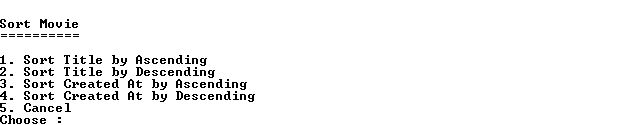 Sort Movie
==========
1. Sort Title by Ascending
2. Sort Title by Descending
3. Sort Created At by Ascending
4. Sort Created At by Descending
5. Cancel
Choose :